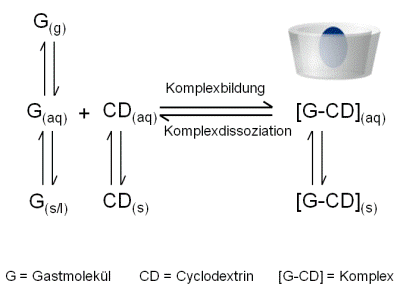 G(g)
Komplexbildung
G(aq) + CD(aq) [G-CD](aq)
Komplexdissoziation
G(s/l) CD(s) [G-CD](s)
G = Gastmolekül CD = Cyclodextrin [G-CD] = Komplex